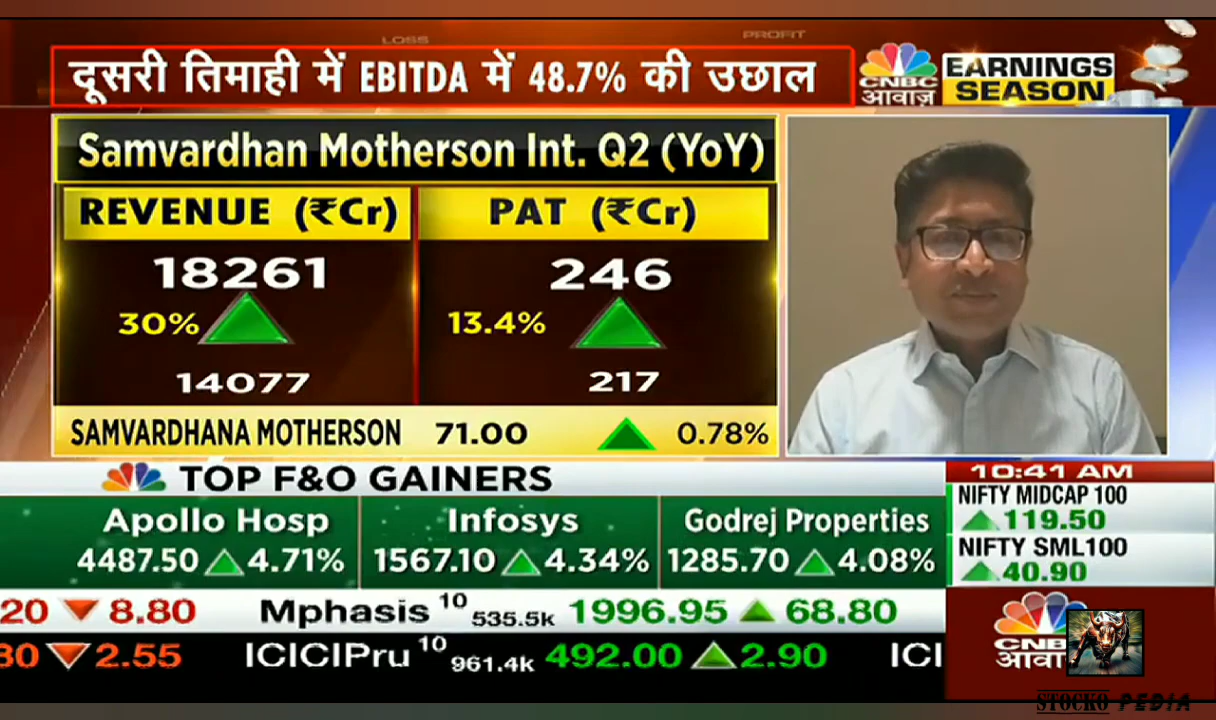 LOSS
PROFIT
दूसरी तिमाही में EBITDA में 48.7% की उछाल
CNBC
आवाज़
EARNINGS
SEASON
Samvardhan Motherson Int. Q2 (YoY)
REVENUE (₹Cr)
PAT (₹Cr)
18261
246
30%
13.4%
14077
217
SAMVARDHANA MOTHERSON 71.00 0.78%
TOP F&O GAINERS
10:41 AM
Apollo Hosp
4487.50 4.71%
Infosys
1567.10 4.34%
Godrej Properties
1285.70 4.08%
NIFTY MIDCAP 100
119.50
NIFTY SML100
40.90
20 8.80 Mphasis 10 535.5k 1996.95 68.80
80 2.55 ICICIPru 10 961.4k 492.00 2.90 ICI
CNB
आवा
STOCKO PEDIA